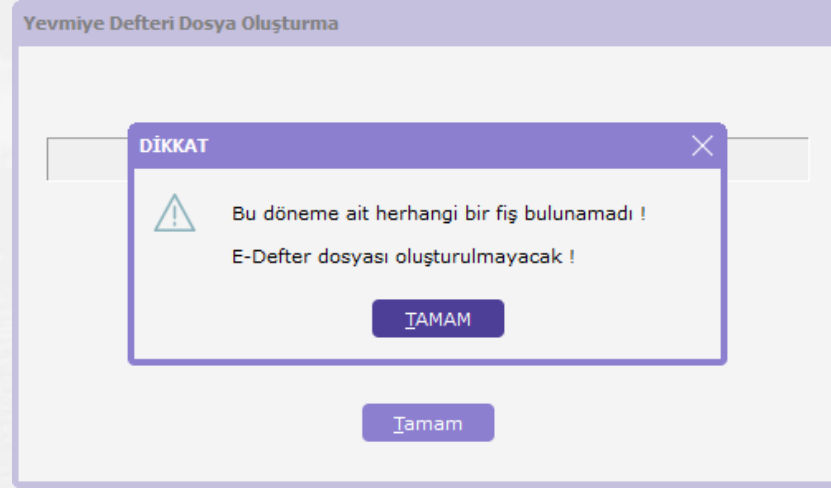 Yevmiye Defteri Dosya Oluşturma
DİKKAT
Bu döneme ait herhangi bir fiş bulunamadı !
E-Defter dosyası oluşturulmayacak !
TAMAM
Tamam